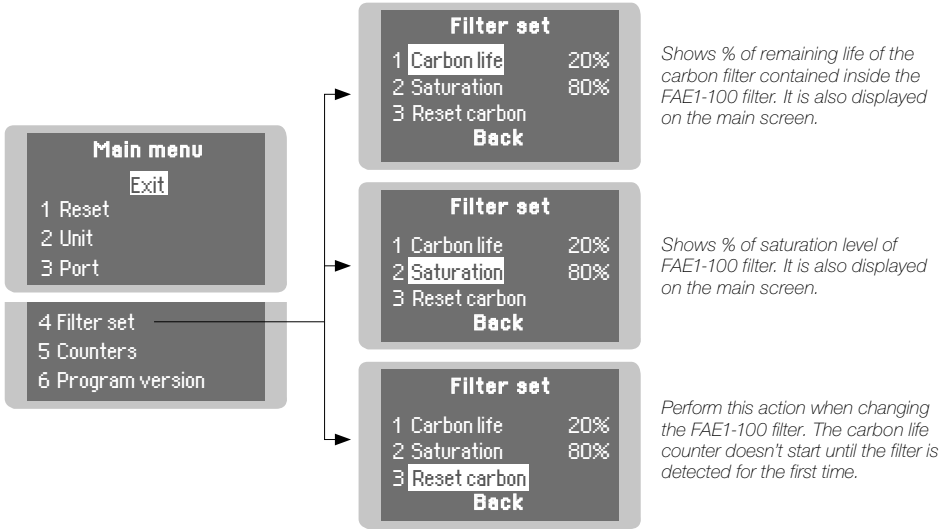 Main menu
Exit
1 Reset
2 Unit
3 Port
4 Filter set
5 Counters
6 Program version
Filter set
1 Carbon life 20%
2 Saturation 80%
3 Reset carbon
Back
Shows % of remaining life of the
carbon filter contained inside the
FAE1-100 filter. It is also displayed
on the main screen.
Filter set
1 Carbon life 20%
2 Saturation 80%
3 Reset carbon
Back
Shows % of saturation level of
FAE1-100 filter. It is also displayed
on the main screen.
Filter set
1 Carbon life 20%
2 Saturation 80%
3 Reset carbon
Back
Perform this action when changing
the FAE1-100 filter. The carbon life
counter doesn't start until the filter is
detected for the first time.